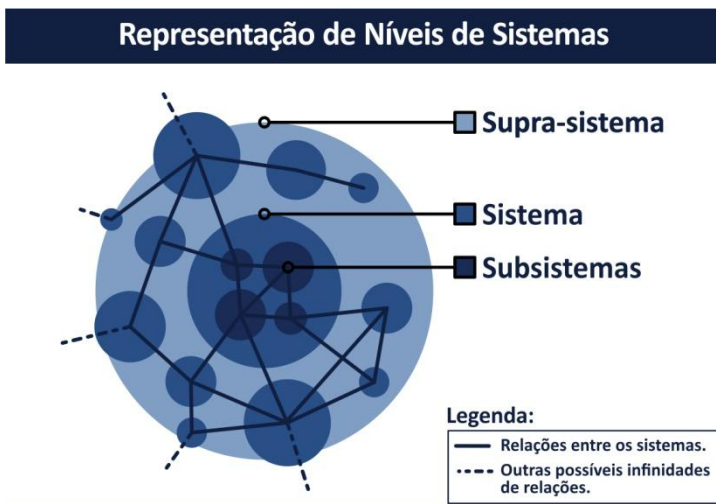 Representação de Níveis de Sistemas
Supra-sistema
Sistema
Subsistemas
Legenda:
Relações entre os sistemas.
Outras possíveis infinidades
de relações.